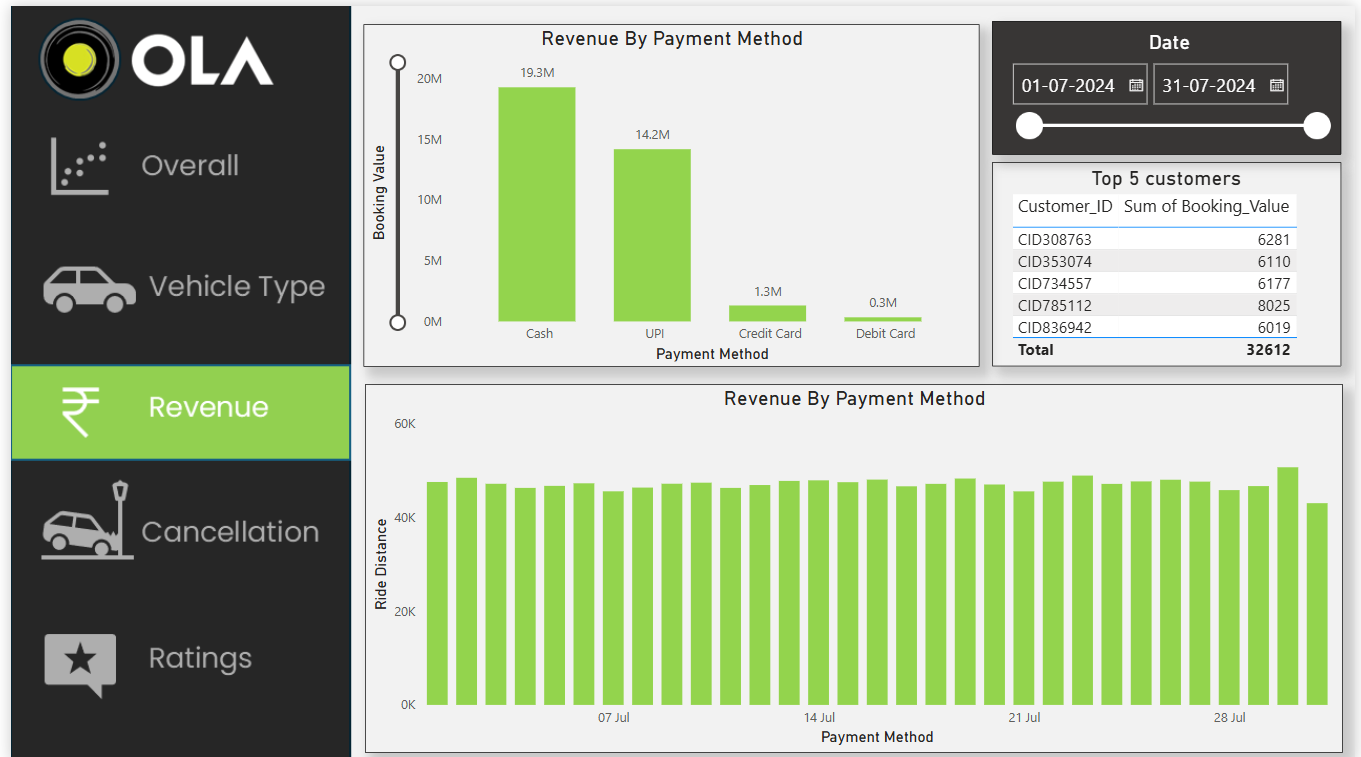 OLA
Overall
Vehicle Type
Revenue
Cancellation
Ratings
Revenue By Payment Method
Booking Value
20M
15M
10M
5M
0M
19.3M
14.2M
1.3M
0.3M
Cash
UPI
Credit Card
Debit Card
Payment Method
Date
01-07-2024
31-07-2024
Top 5 customers
Customer_ID Sum of Booking_Value
CID308763 6281
CID353074 6110
CID734557 6177
CID785112 8025
CID836942 6019
Total 32612
Revenue By Payment Method
Ride Distance
60K
40K
20K
0K
07 Jul
14 Jul
21 Jul
28 Jul
Payment Method